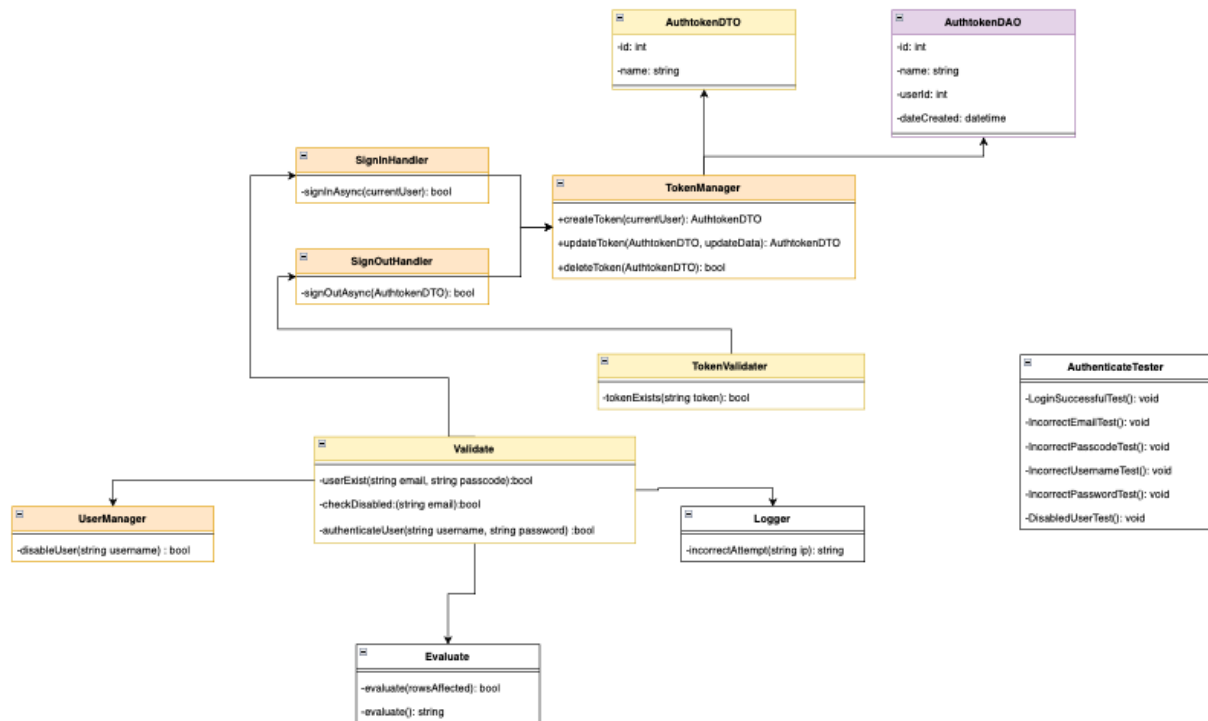 AuthtokenDTO
-id: int
-name: string
AuthtokenDAO
-id: int
-name: string
-userId: int
-dateCreated: datetime
SignInHandler
-signInAsync(currentUser): bool
TokenManager
+createToken(currentUser): AuthtokenDTO
+updateToken(AuthtokenDTO, updateData): AuthtokenDTO
+deleteToken(AuthtokenDTO): bool
SignOutHandler
-signOutAsync(AuthtokenDTO): bool
TokenValidater
-tokenExists(string token): bool
AuthenticateTester
-LoginSuccessfulTest(): void
-IncorrectEmailTest(): void
-IncorrectPasscodeTest(): void
-IncorrectUsernameTest(): void
-IncorrectPasswordTest(): void
-DisabledUserTest(): void
Validate
-userExist(string email, string passcode):bool
-checkDisabled:(string email):bool
-authenticateUser(string username, string password) :bool
UserManager
-disableUser(string username) : bool
Logger
-incorrectAttempt(string ip): string
Evaluate
-evaluate(rowsAffected): bool
-evaluate(): string